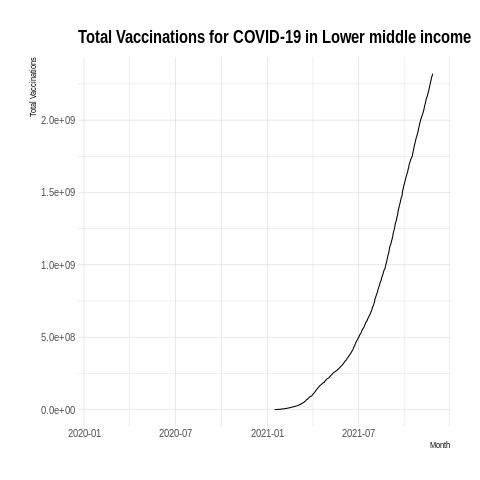 Total Vaccinations for COVID-19 in Lower middle income
Total Vaccinations
2.0e+09
1.5e+09
1.0e+09
5.0e+08
0.0e+00
2020-01 2020-07 2021-01 2021-07
Month